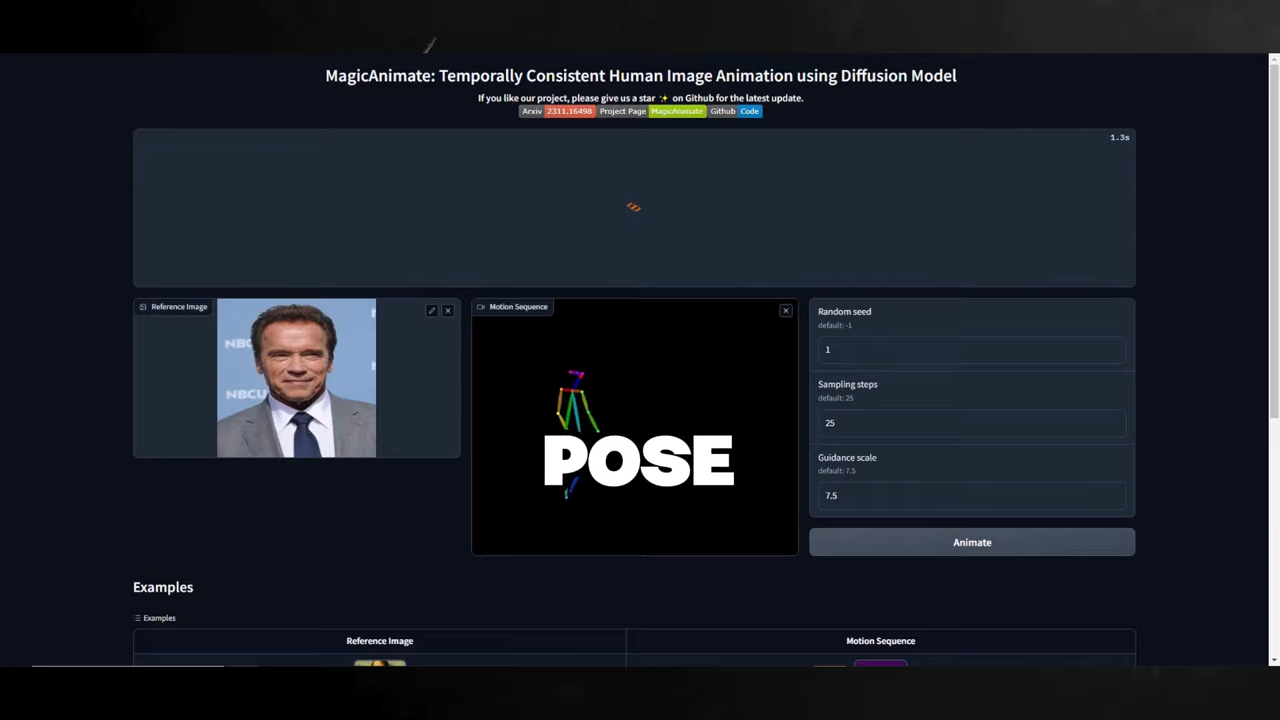 MagicAnimate: Temporally Consistent Human Image Animation using Diffusion Model
If you like our project, please give us a star ✨ on Github for the latest update.
Arxiv 2311.16498 Project Page MagicAnimate Github Code
1.3s
Reference Image
NBC
NBCU
Motion Sequence
POSE
Random seed
default: -1
1
Sampling steps
default: 25
25
Guidance scale
default: 7.5
7.5
Animate
Examples
Examples
Reference Image
Motion Sequence